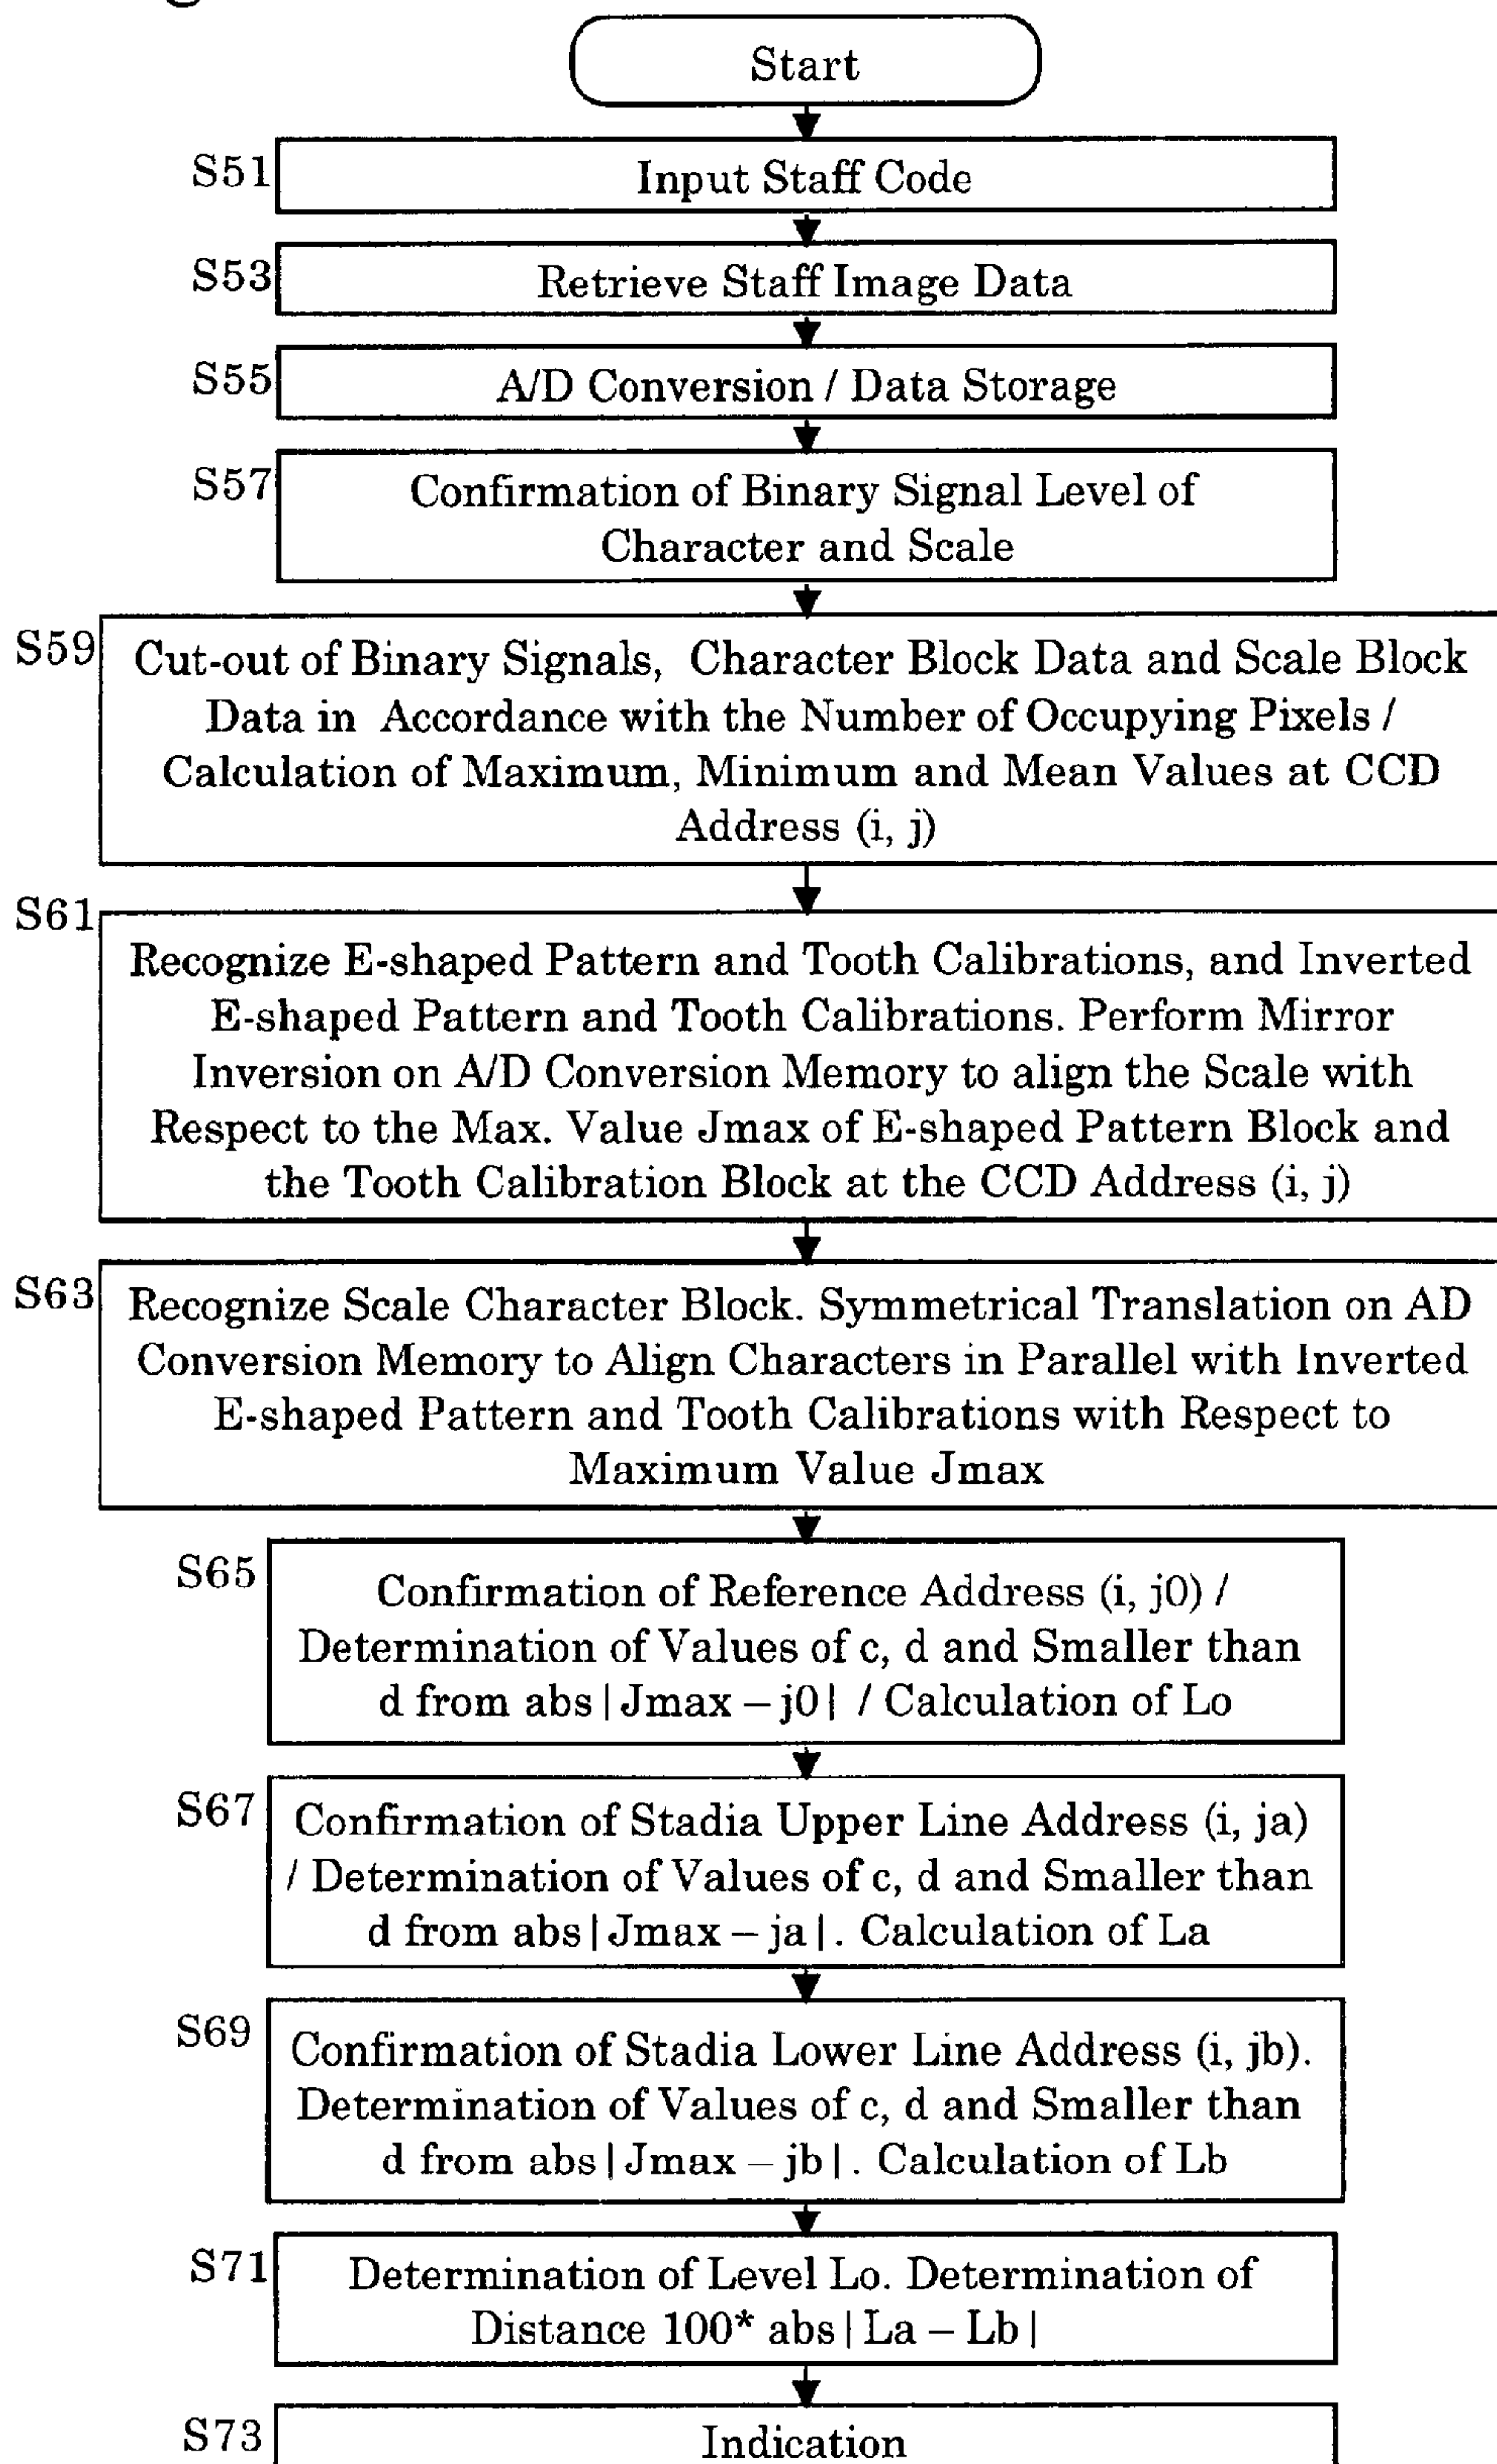 Start
S51
Input Staff Code
S53
Retrieve Staff Image Data
S55
A/D Conversion / Data Storage
S57
Confirmation of Binary Signal Level of
Character and Scale
S59
Cut-out of Binary Signals, Character Block Data and Scale Block
Data in Accordance with the Number of Occupying Pixels /
Calculation of Maximum, Minimum and Mean Values at CCD
Address (i, j)
S61
Recognize E-shaped Pattern and Tooth Calibrations, and Inverted
E-shaped Pattern and Tooth Calibrations. Perform Mirror
Inversion on A/D Conversion Memory to align the Scale with
Respect to the Max. Value Jmax of E-shaped Pattern Block and
the Tooth Calibration Block at the CCD Address (i, j)
S63
Recognize Scale Character Block. Symmetrical Translation on AD
Conversion Memory to Align Characters in Parallel with Inverted
E-shaped Pattern and Tooth Calibrations with Respect to
Maximum Value Jmax
S65
Confirmation of Reference Address (i, j0) /
Determination of Values of c, d and Smaller than
d from abs | Jmax – j0 | / Calculation of Lo
S67
Confirmation of Stadia Upper Line Address (i, ja)
/ Determination of Values of c, d and Smaller than
d from abs | Jmax – ja | . Calculation of La
S69
Confirmation of Stadia Lower Line Address (i, jb).
Determination of Values of c, d and Smaller than
d from abs | Jmax – jb | . Calculation of Lb
S71
Determination of Level Lo. Determination of
Distance 100* abs | La – Lb |
S73
Indication